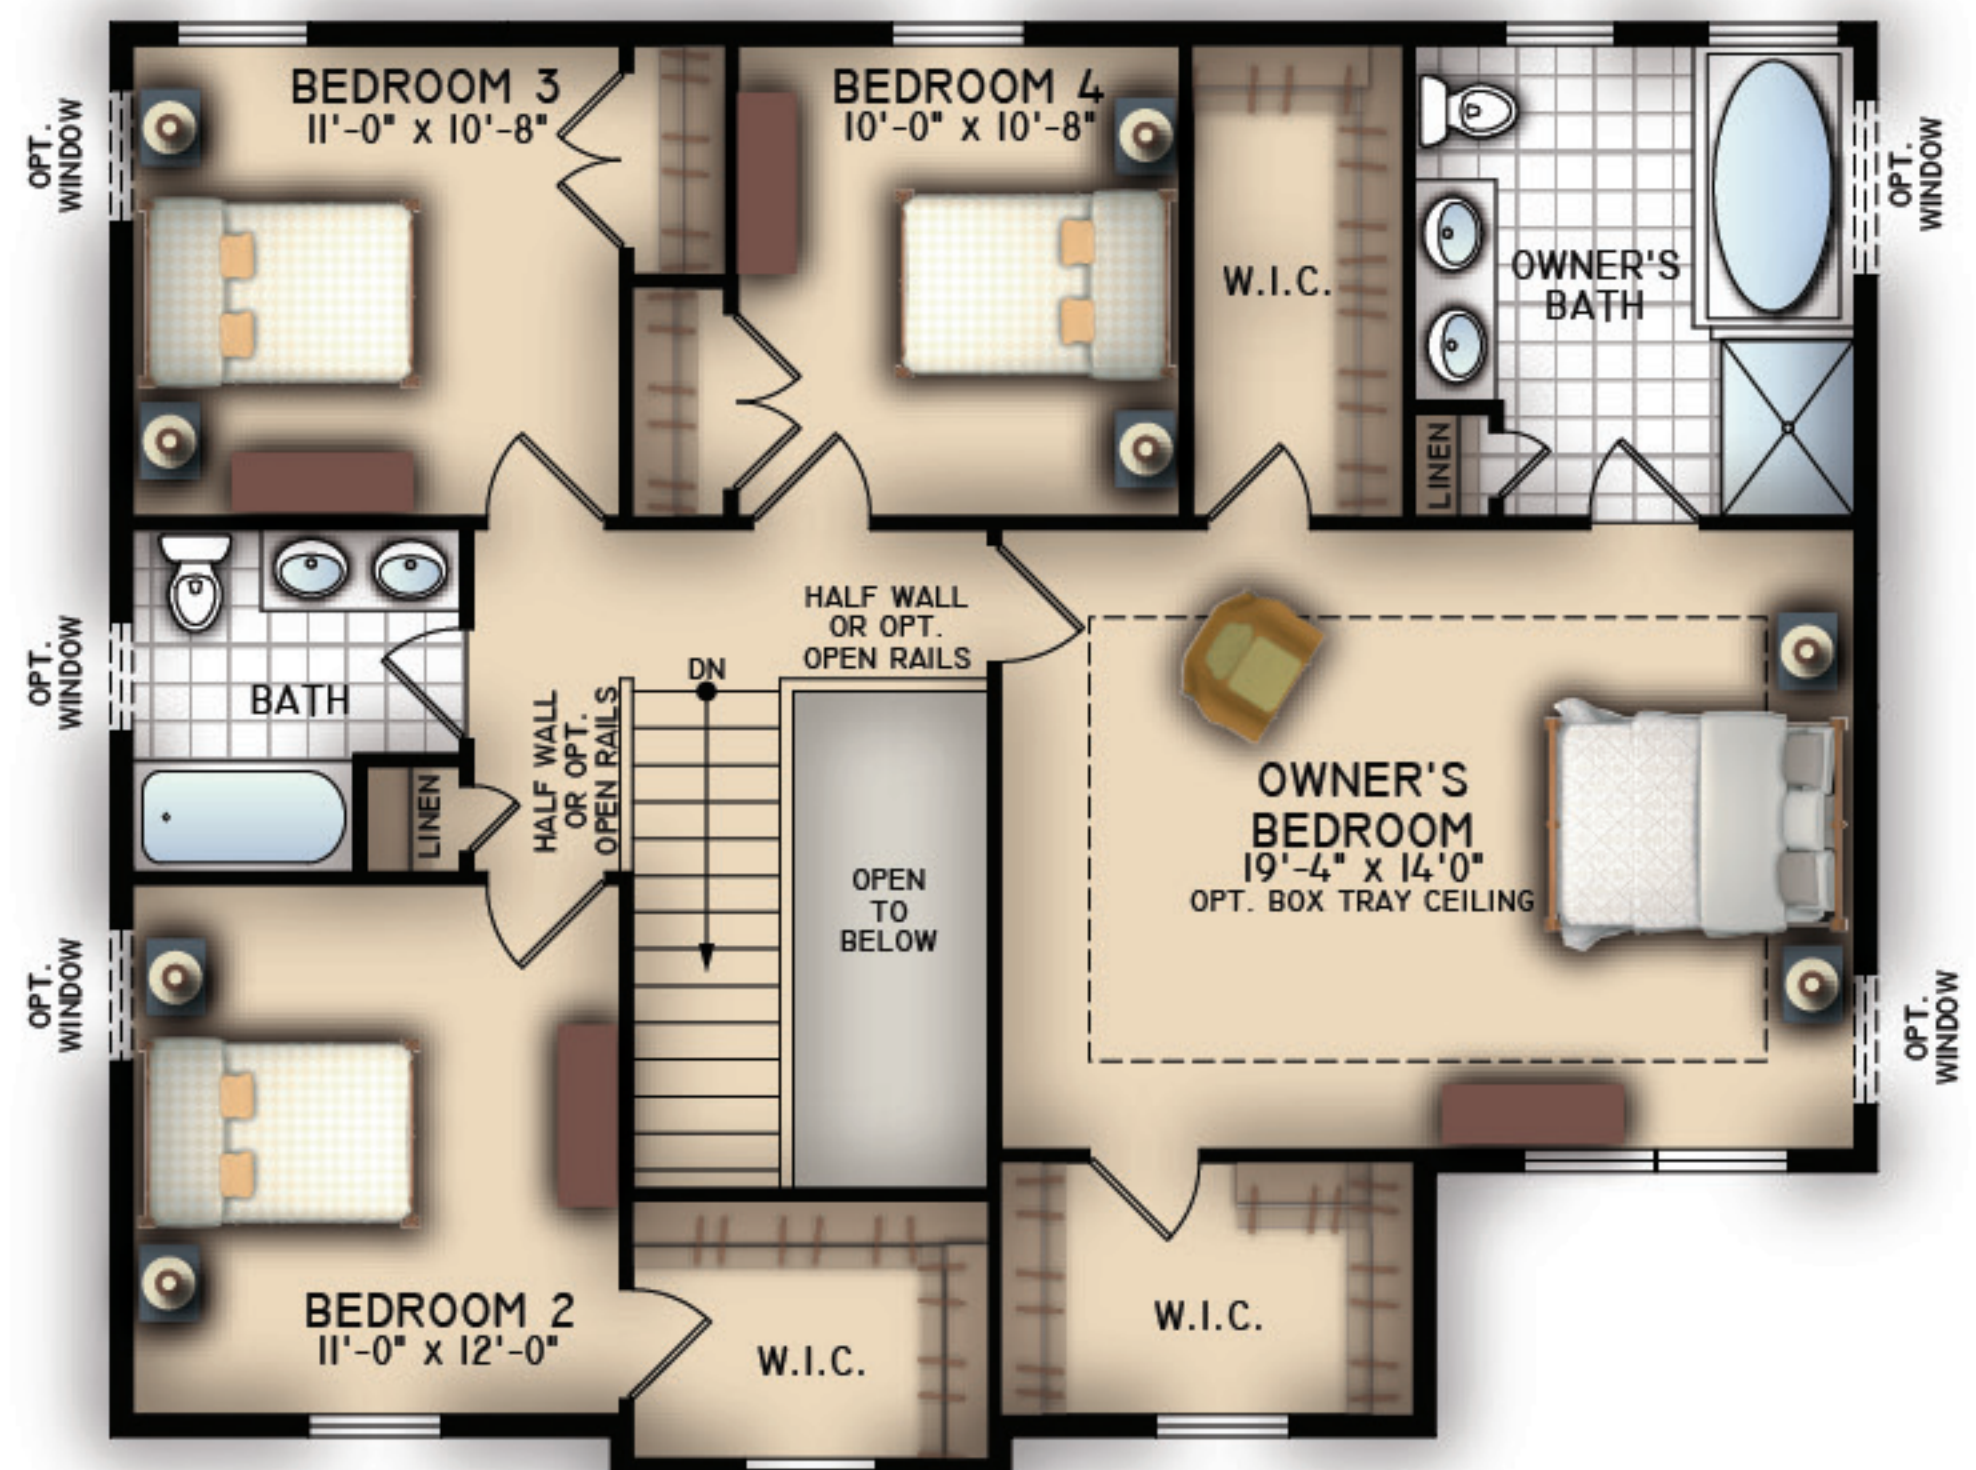 BEDROOM 3
11'-0" X 10'-8"
BEDROOM 4
10'-0" X 10'-8"
OPT.
WINDOW
W.I.C.
OWNER'S
BATH
OPT.
WINDOW
LINEN
HALF WALL
OR OPT.
OPEN RAILS
DN
OPT.
WINDOW
BATH
HALF WALL
OR OPT.
OPEN RAILS
LINEN
OPEN
TO
BELOW
OWNER'S
BEDROOM
19'-4" X 14'0"
OPT. BOX TRAY CEILING
OPT.
WINDOW
OPT.
WINDOW
BEDROOM 2
11'-0" X 12'-0"
W.I.C.
W.I.C.